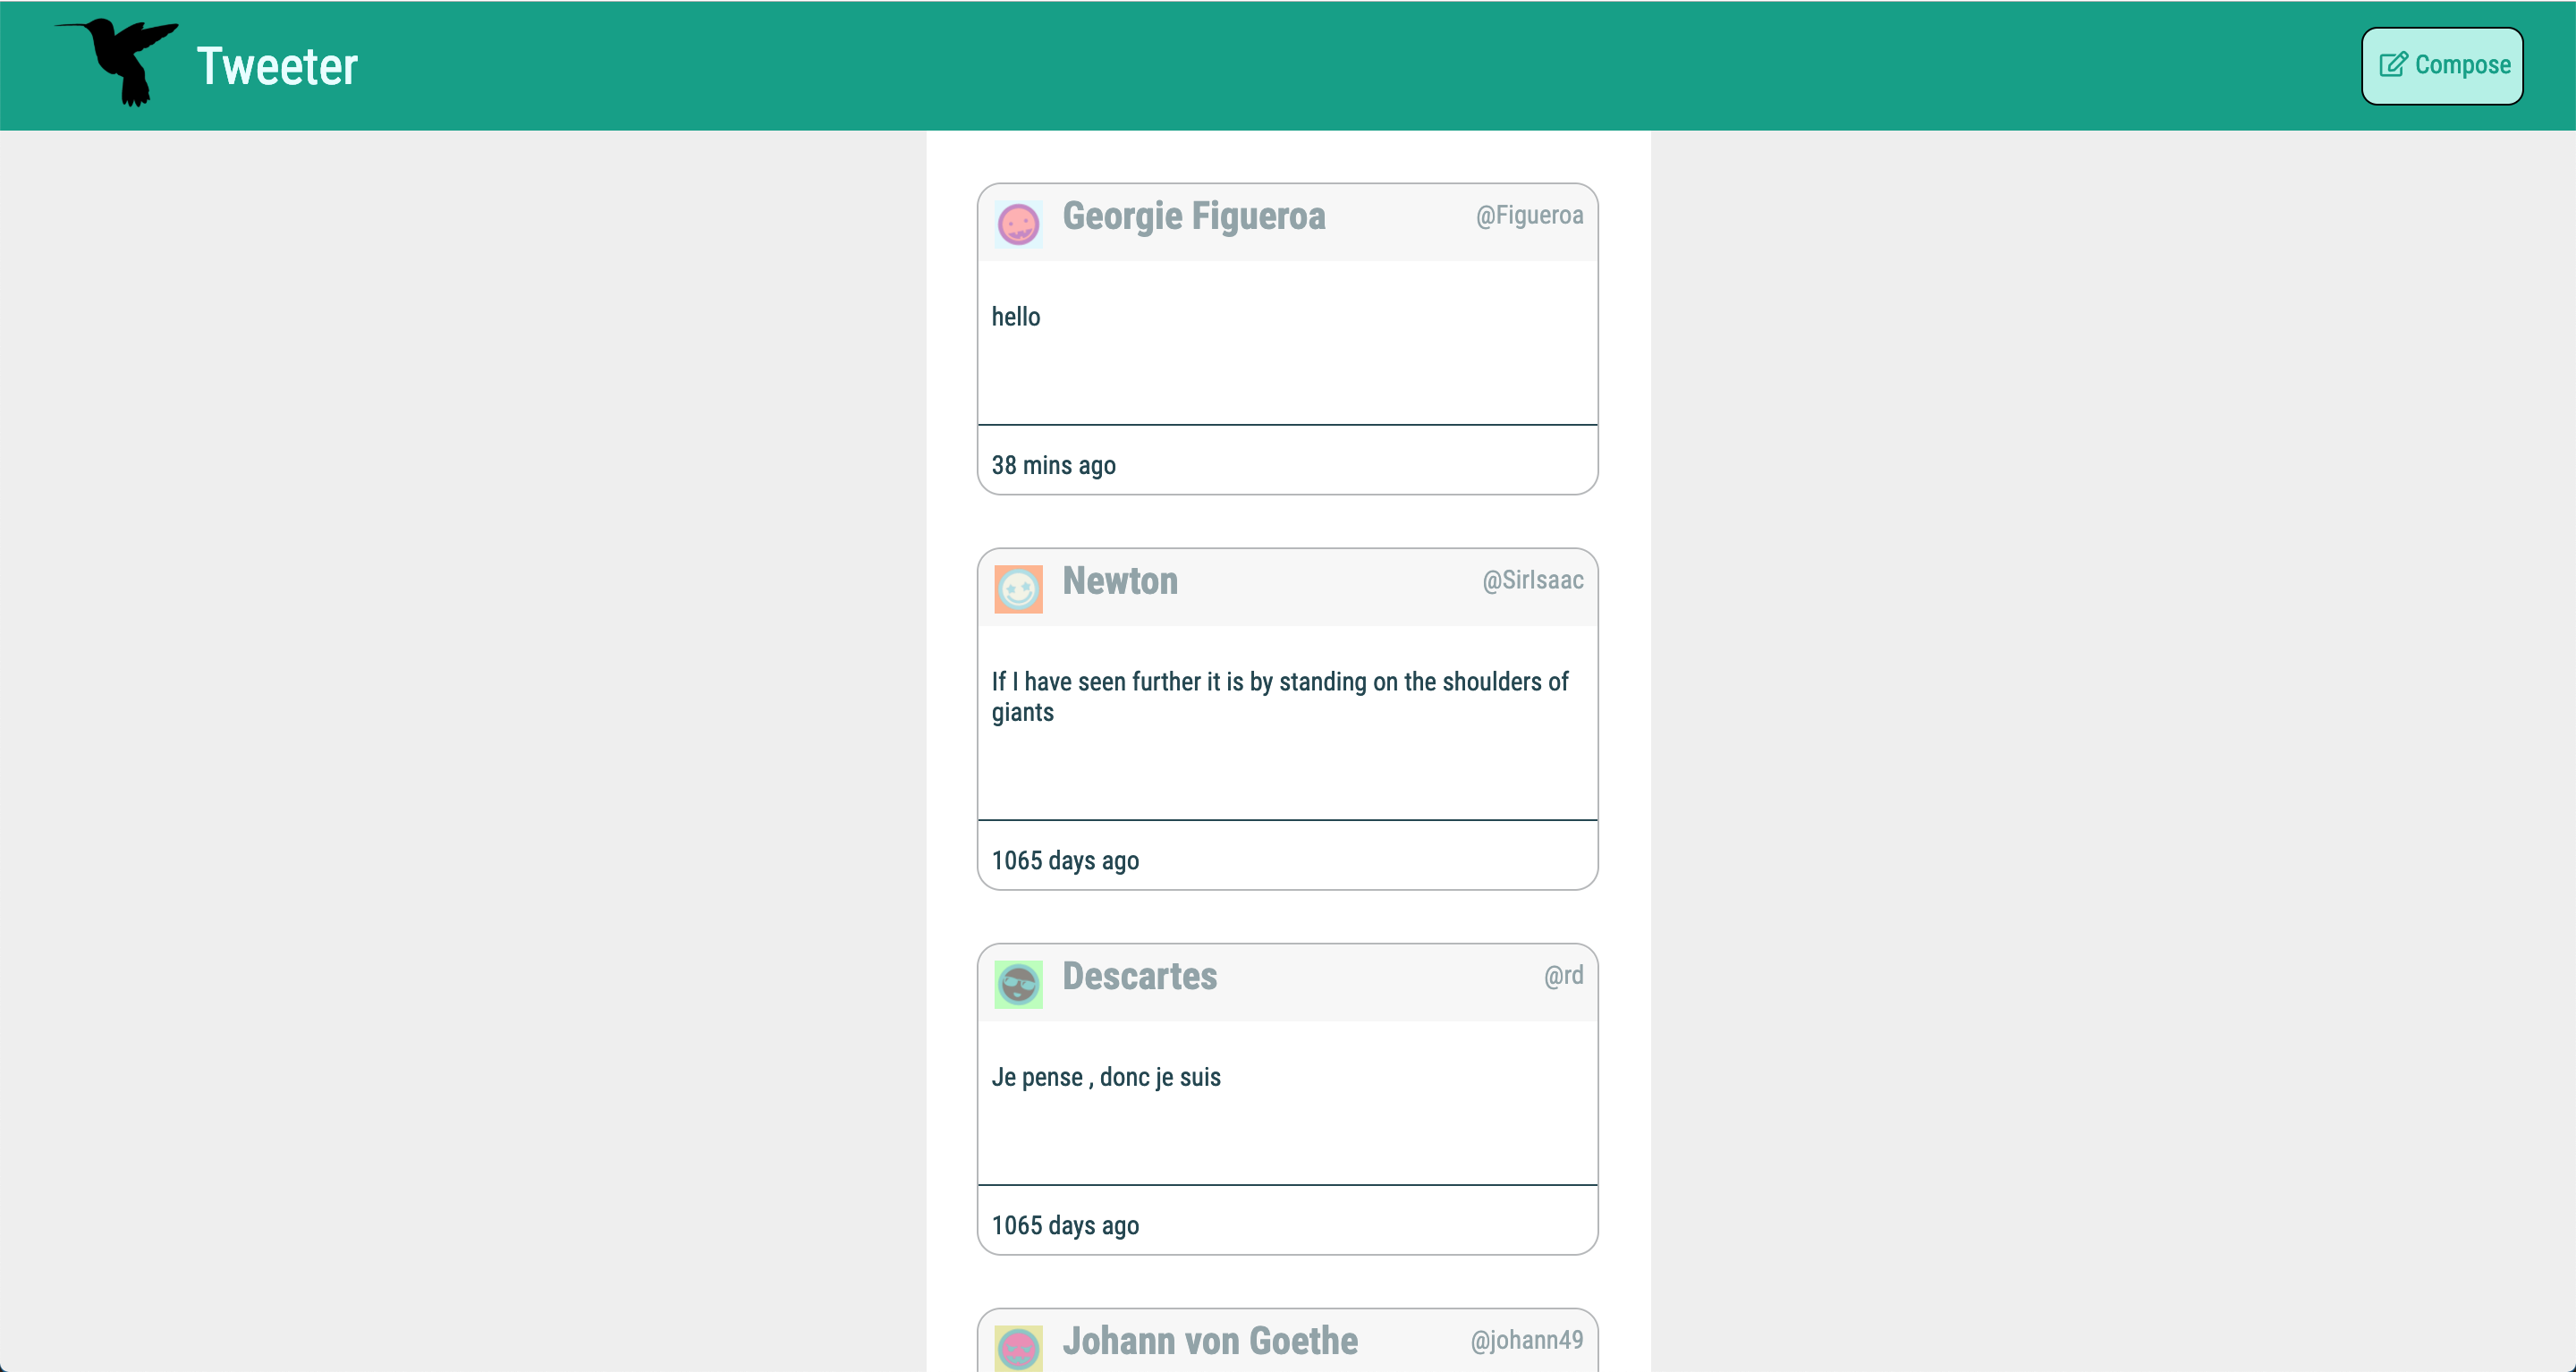 Tweeter
Compose
Georgie Figueroa
@Figueroa
hello
38 mins ago
Newton
@SirIsaac
If I have seen further it is by standing on the shoulders of
giants
1065 days ago
Descartes
@rd
Je pense , donc je suis
1065 days ago
Johann von Goethe
@johann49